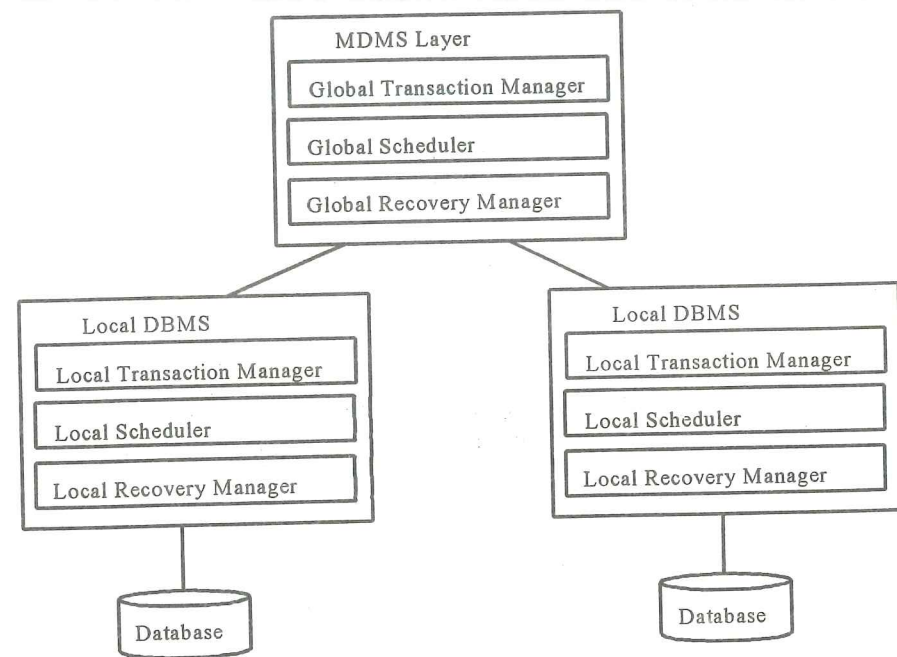 MDMS Layer
Global Transaction Manager
Global Scheduler
Global Recovery Manager
Local DBMS
Local Transaction Manager
Local Scheduler
Local Recovery Manager
Database
Local DBMS
Local Transaction Manager
Local Scheduler
Local Recovery Manager
Database